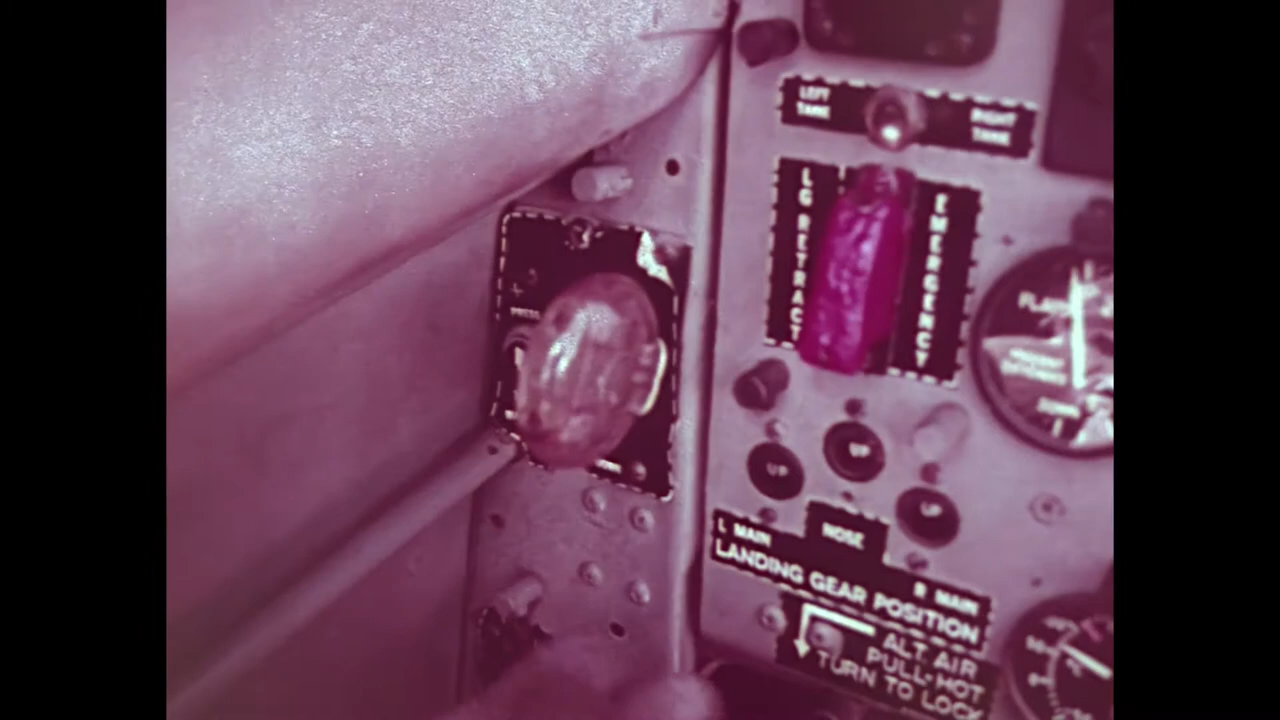 LEFT
TANK
RIGHT
TANK
LG RETRACT
EMERGENCY
UP
UP
UP
L MAIN
NOSE
R MAIN
LANDING GEAR POSITION
ALT AIR
PULL-HOT
TURN TO LOCK